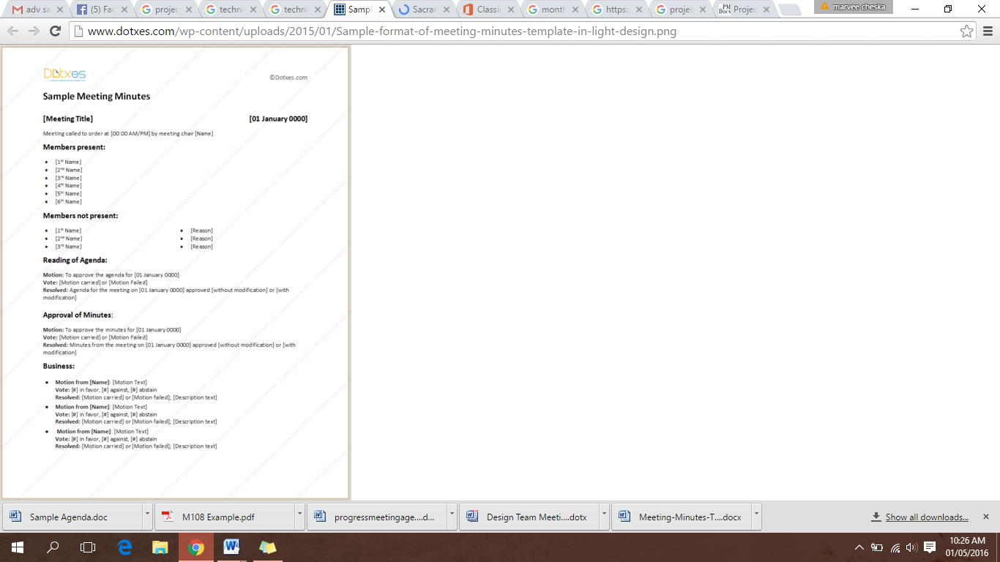 adv sa
(5) Fac
projec
techni
techni
Sampl
Sacrar
Classic
month
https:
projec
PM Docs Projec
marvee cheska
www.dotxes.com/wp-content/uploads/2015/01/Sample-format-of-meeting-minutes-template-in-light-design.png
Dotxes
©Dotxes.com
Sample Meeting Minutes
[Meeting Title] [01 January 0000]
Meeting called to order at [00:00 AM/PM] by meeting chair [Name]
Members present:
• [1st Name]
• [2nd Name]
• [3rd Name]
• [4th Name]
• [5th Name]
• [6th Name]
Members not present:
• [1st Name] • [Reason]
• [2nd Name] • [Reason]
• [3rd Name] • [Reason]
Reading of Agenda:
Motion: To approve the agenda for [01 January 0000]
Vote: [Motion carried] or [Motion Failed]
Resolved: Agenda for the meeting on [01 January 0000] approved [without modification] or [with
modification]
Approval of Minutes:
Motion: To approve the minutes for [01 January 0000]
Vote: [Motion carried] or [Motion Failed]
Resolved: Minutes from the meeting on [01 January 0000] approved [without modification] or [with
modification]
Business:
• Motion from [Name]: [Motion Text]
Vote: [#] in favor, [#] against, [#] abstain
Resolved: [Motion carried] or [Motion failed]; [Description text]
• Motion from [Name]: [Motion Text]
Vote: [#] in favor, [#] against, [#] abstain
Resolved: [Motion carried] or [Motion failed]; [Description text]
• Motion from [Name]: [Motion Text]
Vote: [#] in favor, [#] against, [#] abstain
Resolved: [Motion carried] or [Motion failed]; [Description text]
Sample Agenda.doc
M108 Example.pdf
progressmeetingage....d...
Design Team Meeti....dotx
Meeting-Minutes-T....docx
Show all downloads...
10:26 AM
01/05/2016